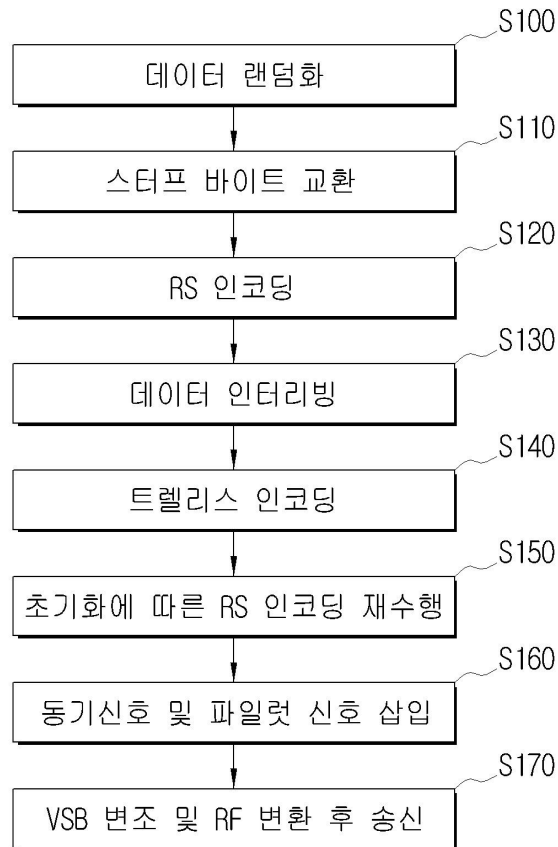 S100
데이터 랜덤화
S110
스터프 바이트 교환
S120
RS 인코딩
S130
데이터 인터리빙
S140
트렐리스 인코딩
S150
초기화에 따른 RS 인코딩 재수행
S160
동기신호 및 파일럿 신호 삽입
S170
VSB 변조 및 RF 변환 후 송신